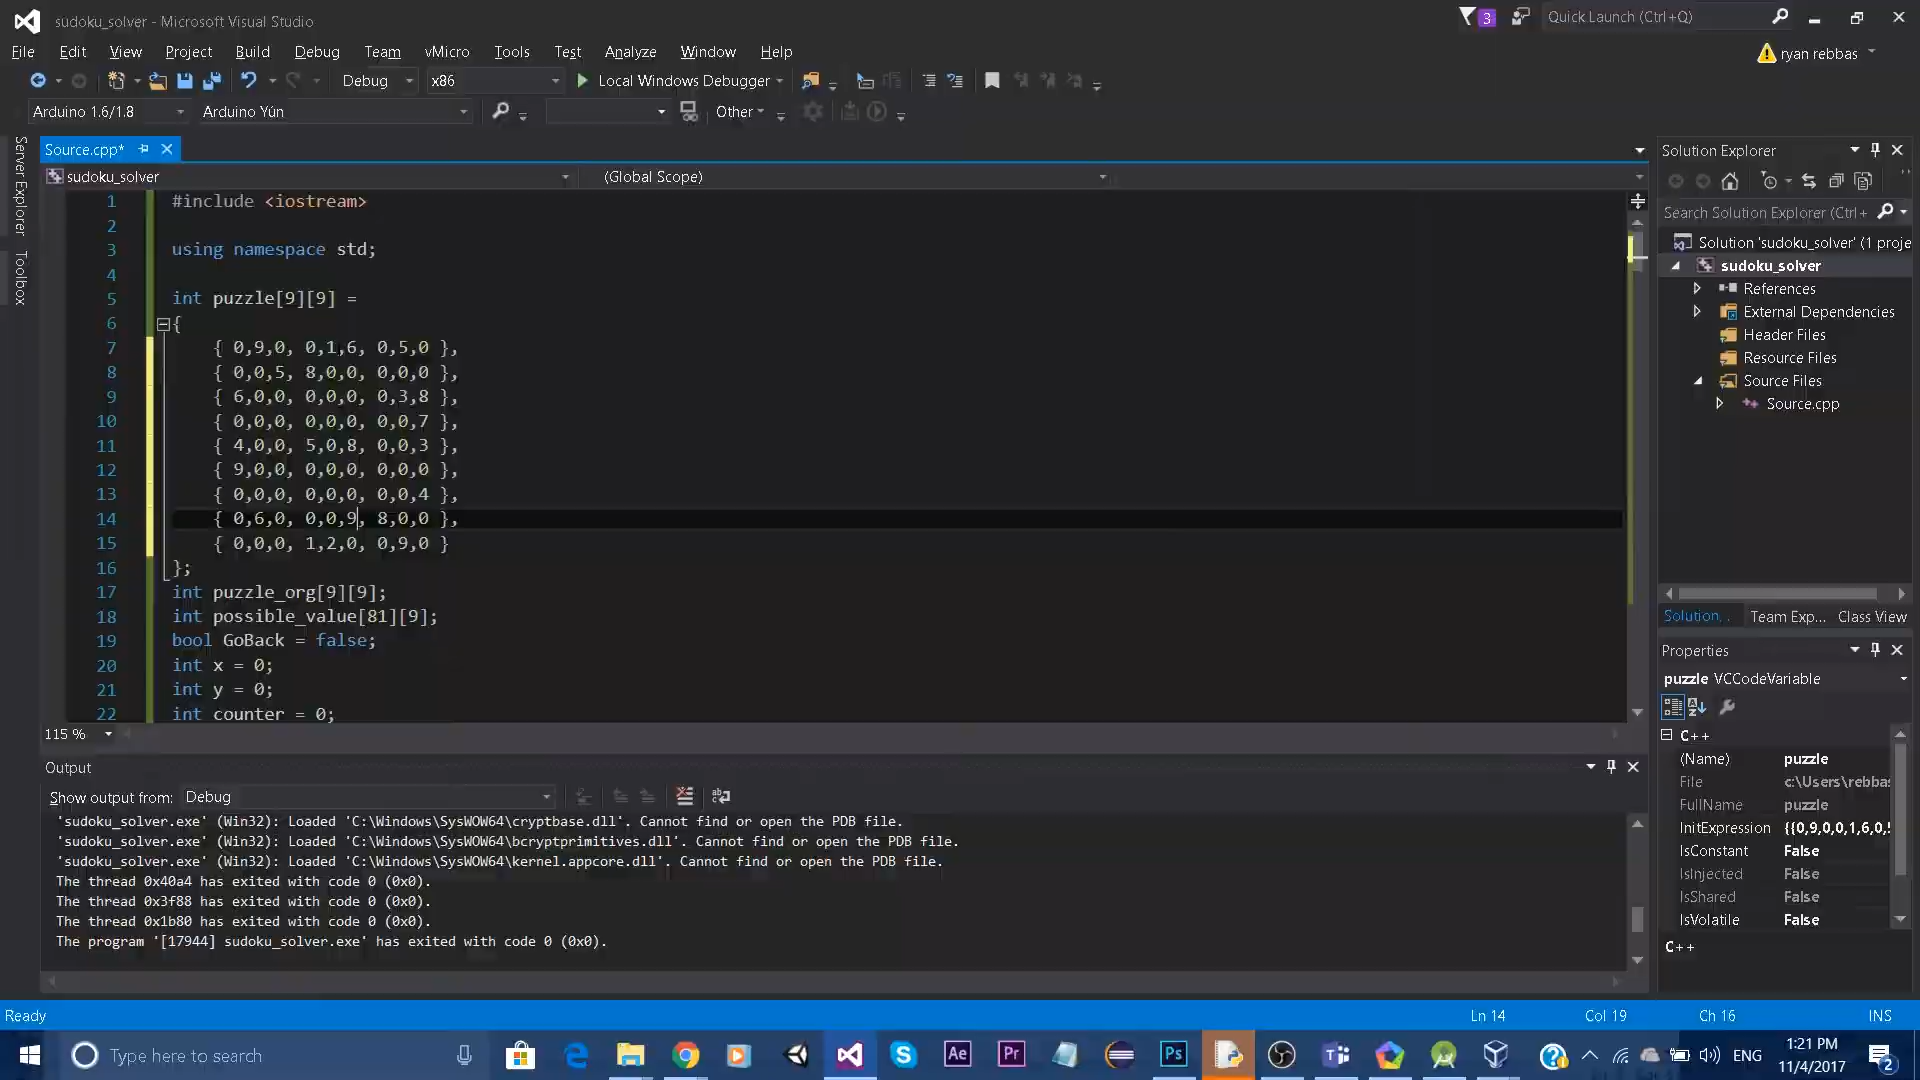 sudoku_solver - Microsoft Visual Studio
3
Quick Launch (Ctrl+Q)
File Edit View Project Build Debug Team vMicro Tools Test Analyze Window Help
ryan rebbas
Debug x86 Local Windows Debugger
Arduino 1.6/1.8 Arduino Yún Other
Server Explorer
Toolbox
Source.cpp*
sudoku_solver (Global Scope)
1 #include <iostream>
2
3 using namespace std;
4
5 int puzzle[9][9] =
6 {
7 { 0,9,0, 0,1,6, 0,5,0 },
8 { 0,0,5, 8,0,0, 0,0,0 },
9 { 6,0,0, 0,0,0, 0,3,8 },
10 { 0,0,0, 0,0,0, 0,0,7 },
11 { 4,0,0, 5,0,8, 0,0,3 },
12 { 9,0,0, 0,0,0, 0,0,0 },
13 { 0,0,0, 0,0,0, 0,0,4 },
14 { 0,6,0, 0,0,9, 8,0,0 },
15 { 0,0,0, 1,2,0, 0,9,0 }
16 };
17 int puzzle_org[9][9];
18 int possible_value[81][9];
19 bool GoBack = false;
20 int x = 0;
21 int y = 0;
22 int counter = 0;
115 %
Output
Show output from: Debug
'sudoku_solver.exe' (Win32): Loaded 'C:\Windows\SysWOW64\cryptbase.dll'. Cannot find or open the PDB file.
'sudoku_solver.exe' (Win32): Loaded 'C:\Windows\SysWOW64\bcryptprimitives.dll'. Cannot find or open the PDB file.
'sudoku_solver.exe' (Win32): Loaded 'C:\Windows\SysWOW64\kernel.appcore.dll'. Cannot find or open the PDB file.
The thread 0x40a4 has exited with code 0 (0x0).
The thread 0x3f88 has exited with code 0 (0x0).
The thread 0x1b80 has exited with code 0 (0x0).
The program '[17944] sudoku_solver.exe' has exited with code 0 (0x0).
Solution Explorer
Search Solution Explorer (Ctrl+
Solution 'sudoku_solver' (1 proje
sudoku_solver
References
External Dependencies
Header Files
Resource Files
Source Files
Source.cpp
Solution... Team Exp... Class View
Properties
puzzle VCCodeVariable
C++
(Name) puzzle
File c:\Users\rebbas
FullName puzzle
InitExpression {{0,9,0,0,1,6,0,5
IsConstant False
IsInjected False
IsShared False
IsVolatile False
C++
Ready Ln 14 Col 19 Ch 16 INS
Type here to search
Ae Pr Ps
ENG
1:21 PM
11/4/2017
2